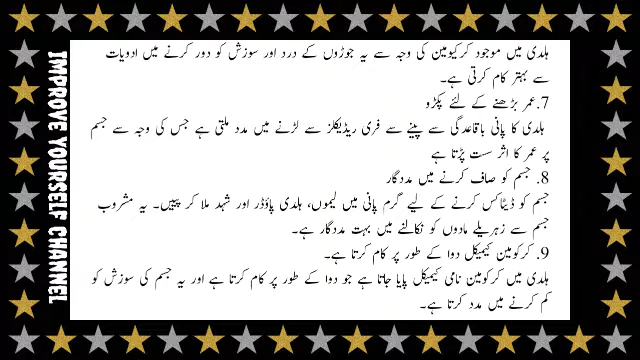 IMPROVE YOURSELF CHANNEL
ہلدی میں موجود کرکیومین کی وجہ سے یہ جوڑوں کے درد اور سوزش کو دور کرنے میں ادویات
سے بہتر کام کرتی ہے۔
7.عمر بڑھنے کے لئے پکڑو
ہلدی کا پانی باقاعدگی سے پینے سے فری ریڈیکلز سے لڑنے میں مدد ملتی ہے جس کی وجہ سے جسم
پر عمر کا اثر سست پڑتا ہے
8. جسم کو صاف کرنے میں مددگار
جسم کو ڈیٹاکس کرنے کے لیے گرم پانی میں لیموں، ہلدی پاؤڈر اور شہد ملا کر پییں۔ یہ مشروب
جسم سے زہریلے مادوں کو نکالنے میں بہت مددگار ہے۔
9. کرکومین کیمیکل دوا کے طور پر کام کرتا ہے۔
ہلدی میں کرکومین نامی کیمیکل پایا جاتا ہے جو دوا کے طور پر کام کرتا ہے اور یہ جسم کی سوزش کو
کم کرنے میں مدد کرتا ہے۔